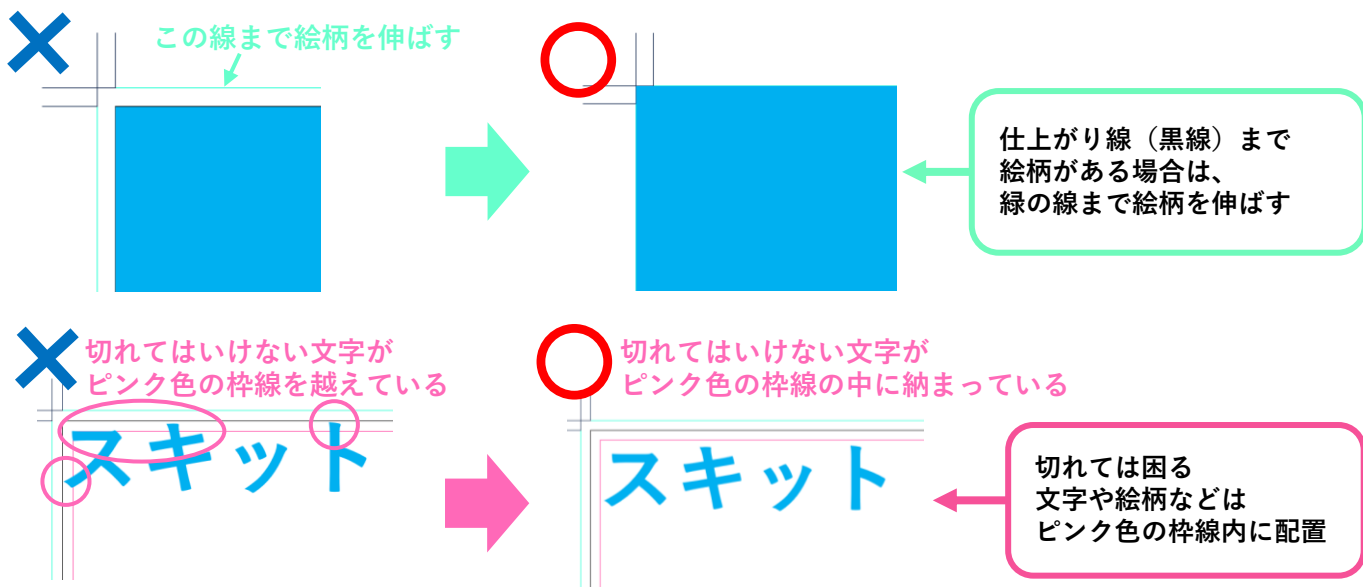 この線まで絵柄を伸ばす
仕上がり線（黒線）まで
絵柄がある場合は、
緑の線まで絵柄を伸ばす
切れてはいけない文字が
ピンク色の枠線を越えている
スキット
切れてはいけない文字が
ピンク色の枠線の中に納まっている
スキット
切れては困る
文字や絵柄などは
ピンク色の枠線内に配置